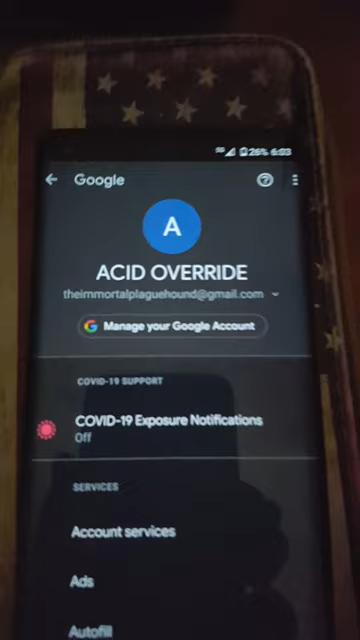 26% 6:03
Google
A
ACID OVERRIDE
theimmortalplaguehound@gmail.com
Manage your Google Account
COVID-19 SUPPORT
COVID-19 Exposure Notifications
Off
SERVICES
Account services
Ads
Autofill